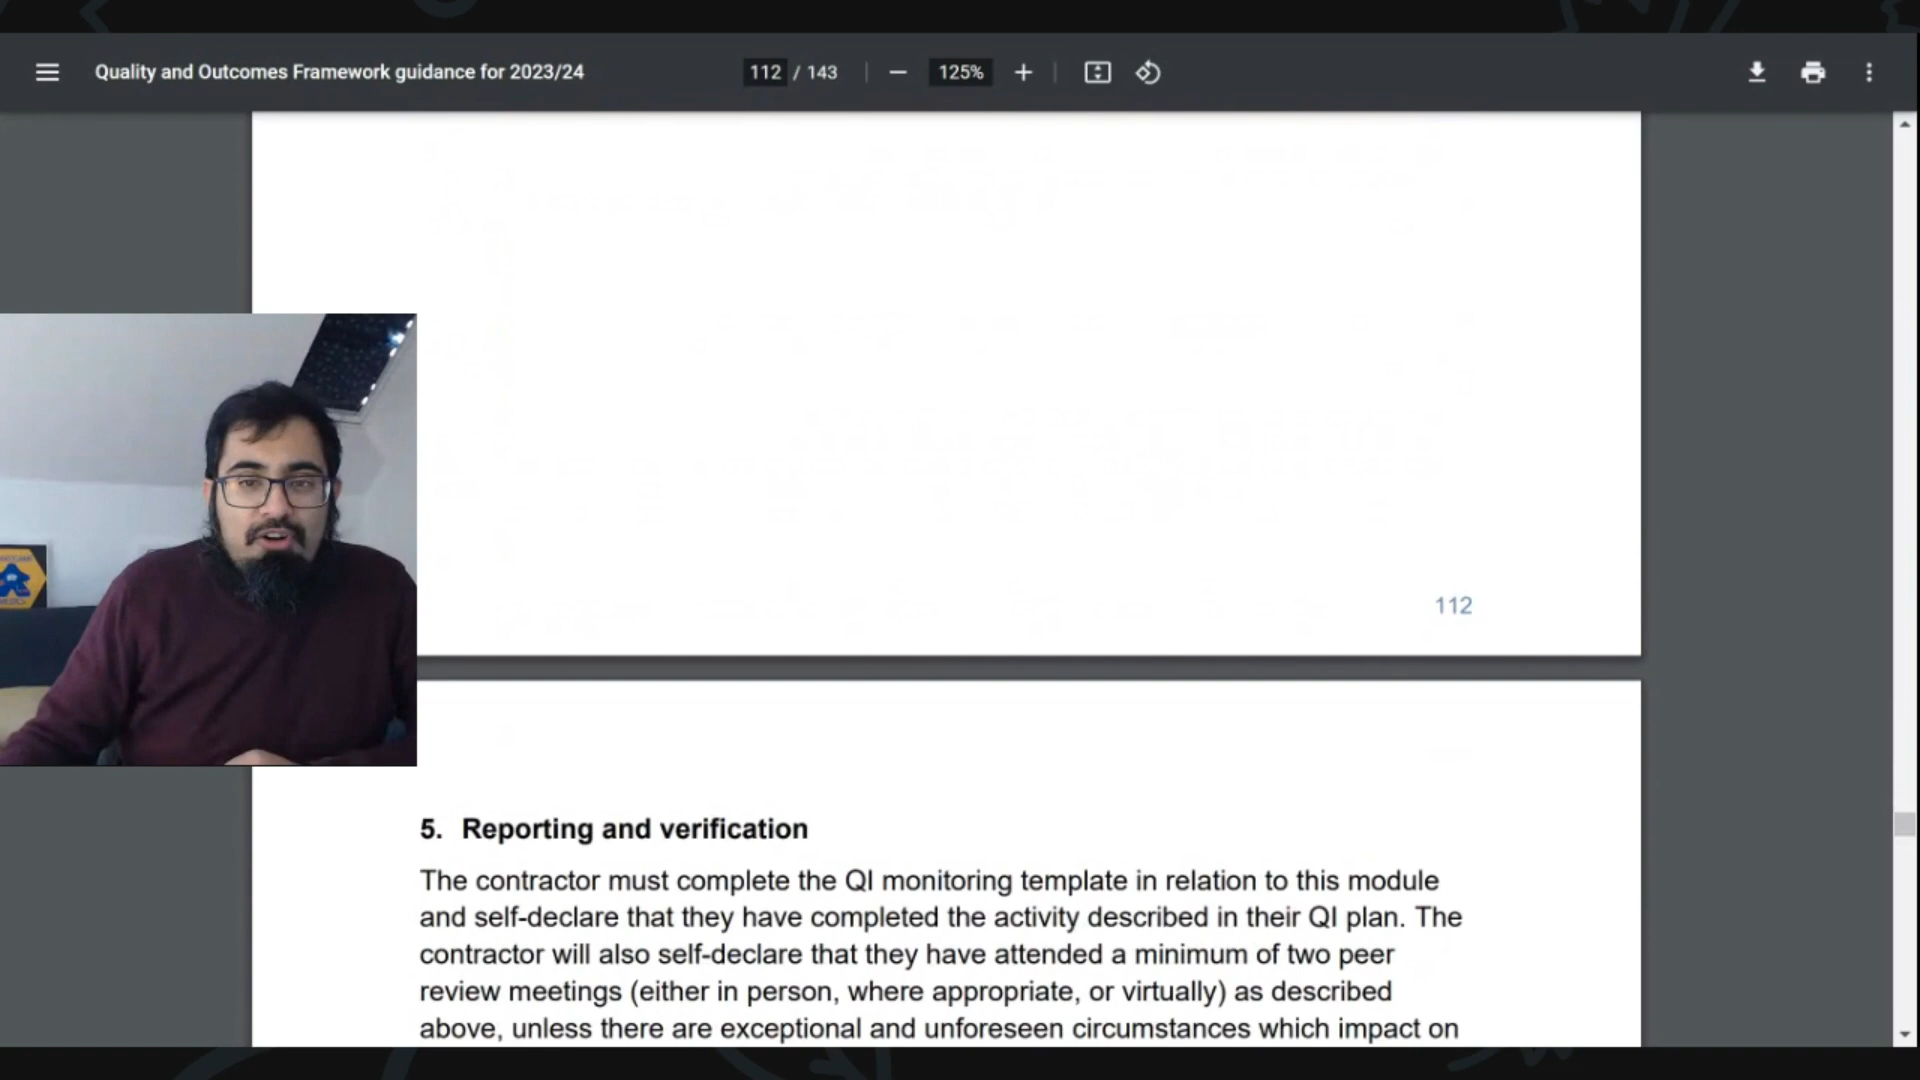 Quality and Outcomes Framework guidance for 2023/24
112 / 143
125%
112
5. Reporting and verification
The contractor must complete the QI monitoring template in relation to this module
and self-declare that they have completed the activity described in their QI plan. The
contractor will also self-declare that they have attended a minimum of two peer
review meetings (either in person, where appropriate, or virtually) as described
above, unless there are exceptional and unforeseen circumstances which impact on